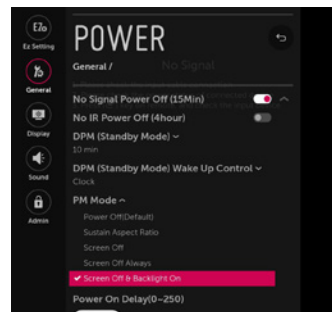 EZo
Ez Setting
POWER
General /
No Signal
General
No Signal Power Off (15Min)
No IR Power Off (4hour)
Display
DPM (Standby Mode)
10 min
DPM (Standby Mode) Wake Up Control
Clock
Sound
PM Mode
Power Off(Default)
Sustain Aspect Ratio
Admin
Screen Off
Screen Off Always
Screen Off & Backlight On
Power On Delay(0~250)